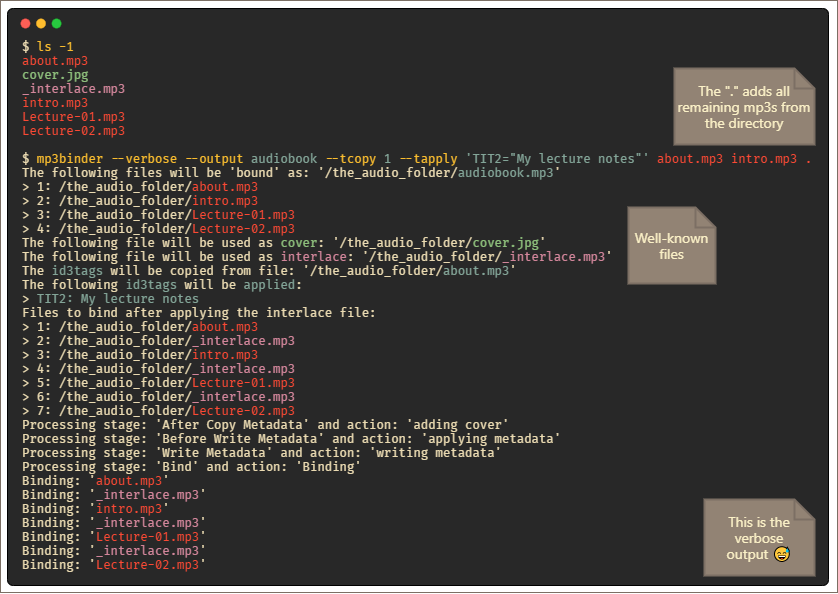 $ ls -1
about.mp3
cover.jpg
_interlace.mp3
intro.mp3
Lecture-01.mp3
Lecture-02.mp3
The "." adds all
remaining mp3s from
the directory
$ mp3binder --verbose --output audiobook --tcopy 1 --tapply 'TIT2="My lecture notes"' about.mp3 intro.mp3 .
The following files will be 'bound' as: '/the_audio_folder/audiobook.mp3'
> 1: /the_audio_folder/about.mp3
> 2: /the_audio_folder/intro.mp3
> 3: /the_audio_folder/Lecture-01.mp3
> 4: /the_audio_folder/Lecture-02.mp3
The following file will be used as cover: '/the_audio_folder/cover.jpg'
The following file will be used as interlace: '/the_audio_folder/_interlace.mp3'
Well-known
files
The id3tags will be copied from file: '/the_audio_folder/about.mp3'
The following id3tags will be applied:
> TIT2: My lecture notes
Files to bind after applying the interlace file:
> 1: /the_audio_folder/about.mp3
> 2: /the_audio_folder/_interlace.mp3
> 3: /the_audio_folder/intro.mp3
> 4: /the_audio_folder/_interlace.mp3
> 5: /the_audio_folder/Lecture-01.mp3
> 6: /the_audio_folder/_interlace.mp3
> 7: /the_audio_folder/Lecture-02.mp3
Processing stage: 'After Copy Metadata' and action: 'adding cover'
Processing stage: 'Before Write Metadata' and action: 'applying metadata'
Processing stage: 'Write Metadata' and action: 'writing metadata'
Processing stage: 'Bind' and action: 'Binding'
Binding: 'about.mp3'
Binding: '_interlace.mp3'
Binding: 'intro.mp3'
Binding: '_interlace.mp3'
Binding: 'Lecture-01.mp3'
Binding: '_interlace.mp3'
Binding: 'Lecture-02.mp3'
This is the
verbose
output 😅